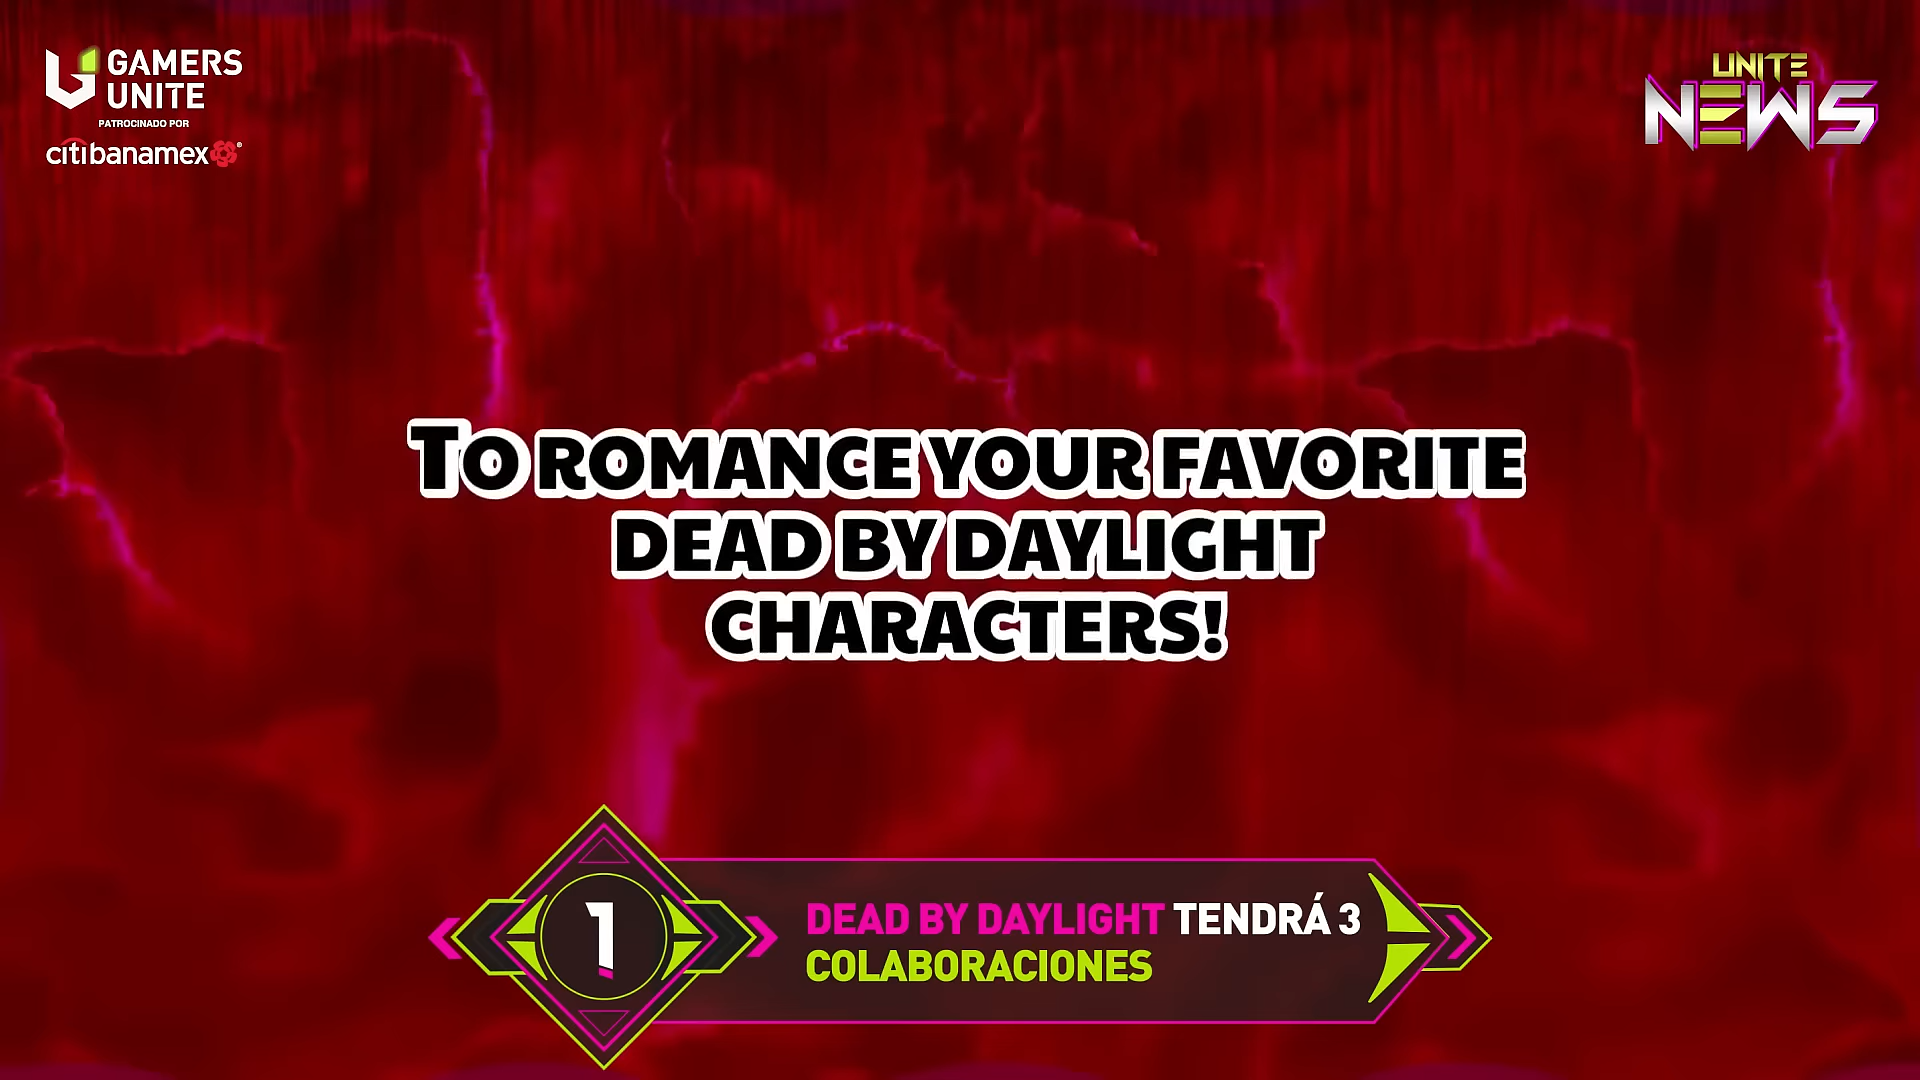 GAMERS
UNITE
PATROCINADO POR
citibanamex
UNITE
NEWS
TO ROMANCE YOUR FAVORITE
DEAD BY DAYLIGHT
CHARACTERS!
1
DEAD BY DAYLIGHT TENDRÁ 3
COLABORACIONES